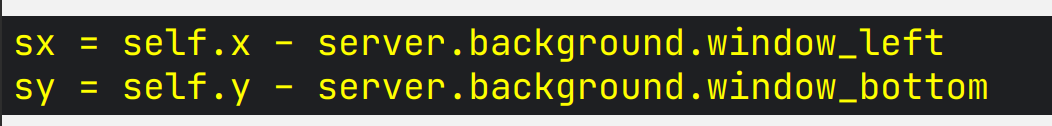 sx = self.x - server.background.window_left
sy = self.y - server.background.window_bottom